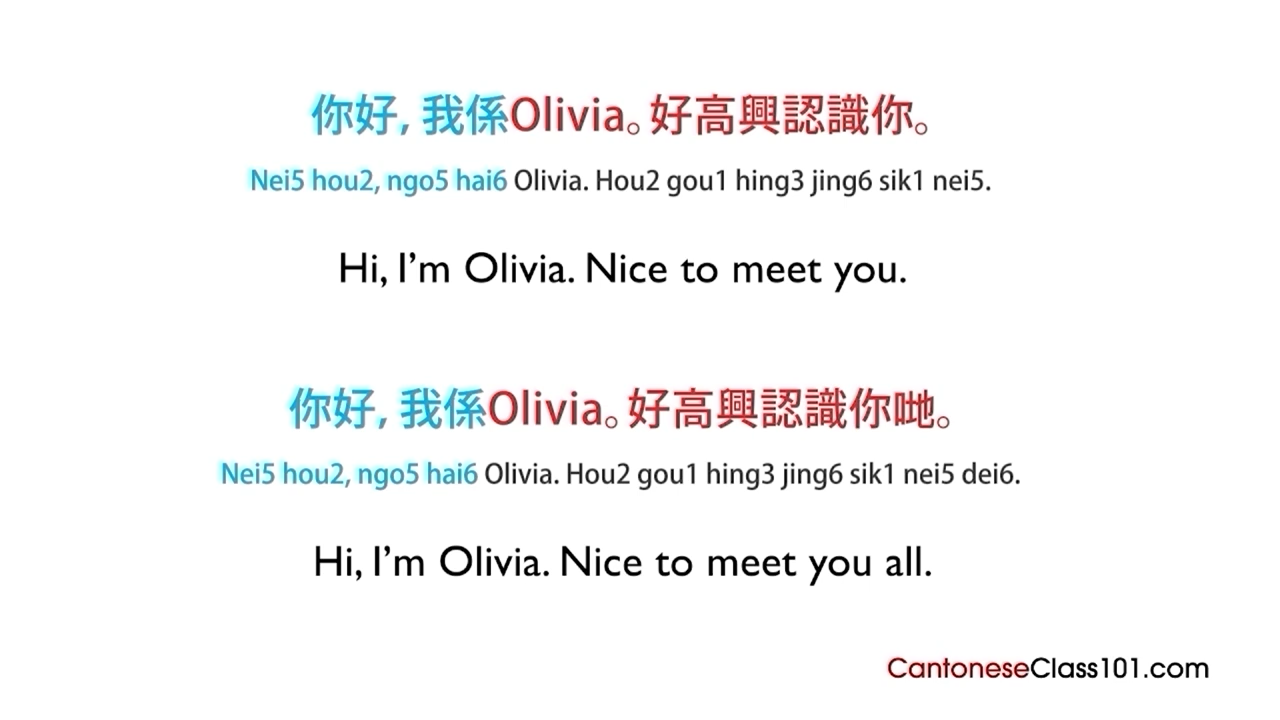 你好, 我係Olivia。好高興認識你。
Nei5 hou2, ngo5 hai6 Olivia. Hou2 gou1 hing3 jing6 sik1 nei5.
Hi, I’m Olivia. Nice to meet you.
你好, 我係Olivia。好高興認識你哋。
Nei5 hou2, ngo5 hai6 Olivia. Hou2 gou1 hing3 jing6 sik1 nei5 dei6.
Hi, I’m Olivia. Nice to meet you all.
CantoneseClass101.com